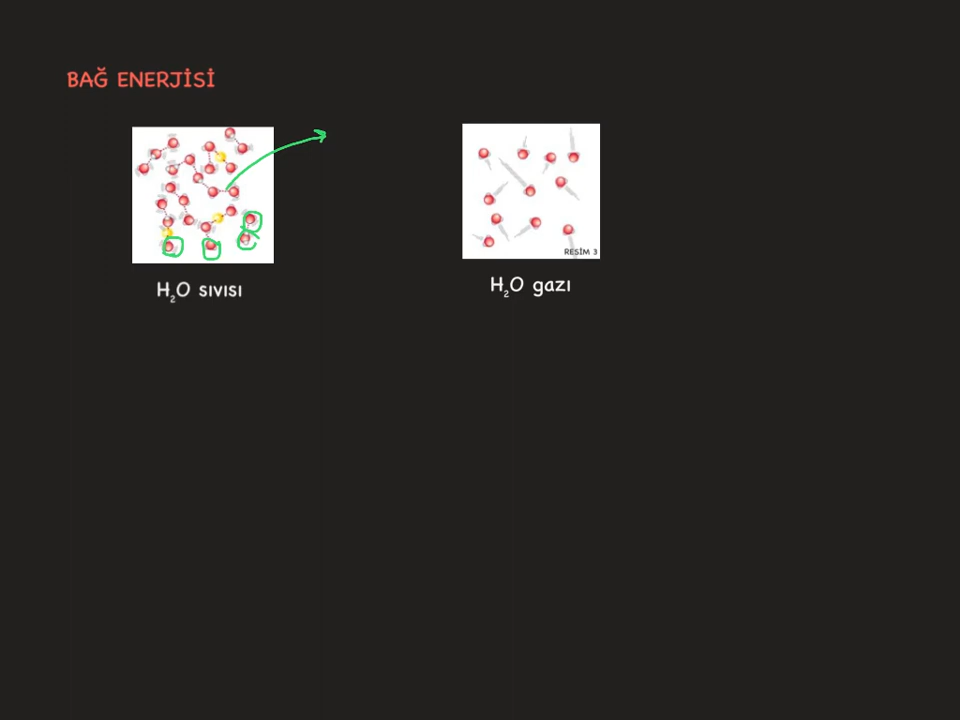 BAĞ ENERJİSİ
RESİM 3
H₂O sıvısı
H₂O gazı